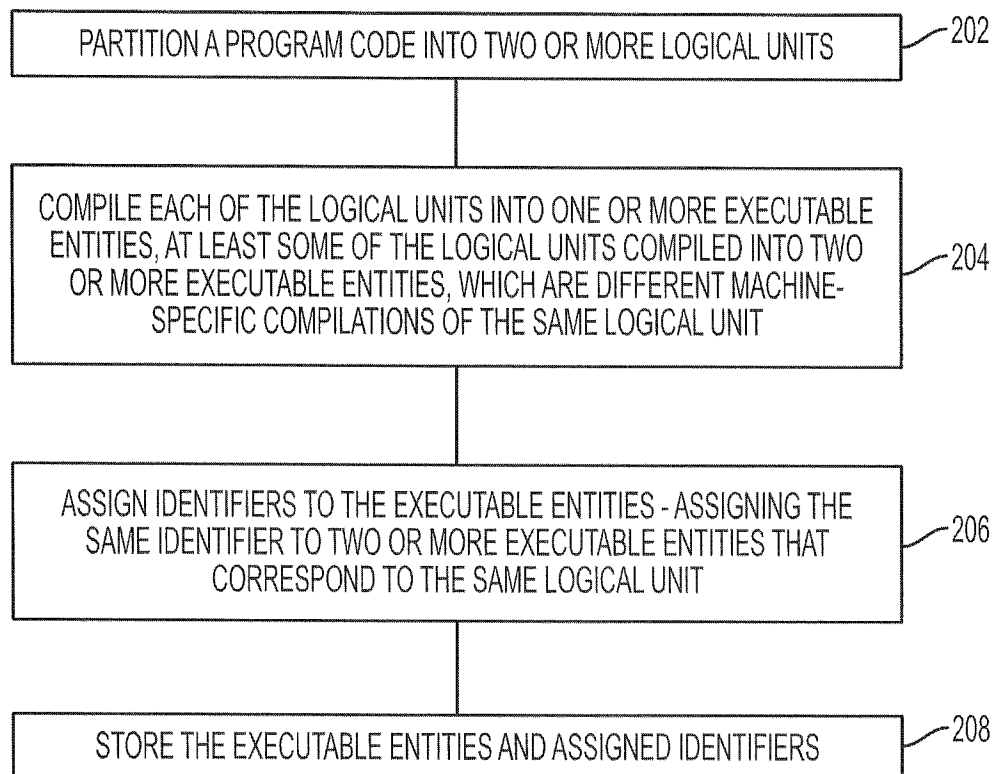 PARTITION A PROGRAM CODE INTO TWO OR MORE LOGICAL UNITS
202
COMPILE EACH OF THE LOGICAL UNITS INTO ONE OR MORE EXECUTABLE
ENTITIES, AT LEAST SOME OF THE LOGICAL UNITS COMPILED INTO TWO
OR MORE EXECUTABLE ENTITIES, WHICH ARE DIFFERENT MACHINE-
SPECIFIC COMPILATIONS OF THE SAME LOGICAL UNIT
204
ASSIGN IDENTIFIERS TO THE EXECUTABLE ENTITIES - ASSIGNING THE
SAME IDENTIFIER TO TWO OR MORE EXECUTABLE ENTITIES THAT
CORRESPOND TO THE SAME LOGICAL UNIT
206
STORE THE EXECUTABLE ENTITIES AND ASSIGNED IDENTIFIERS
208